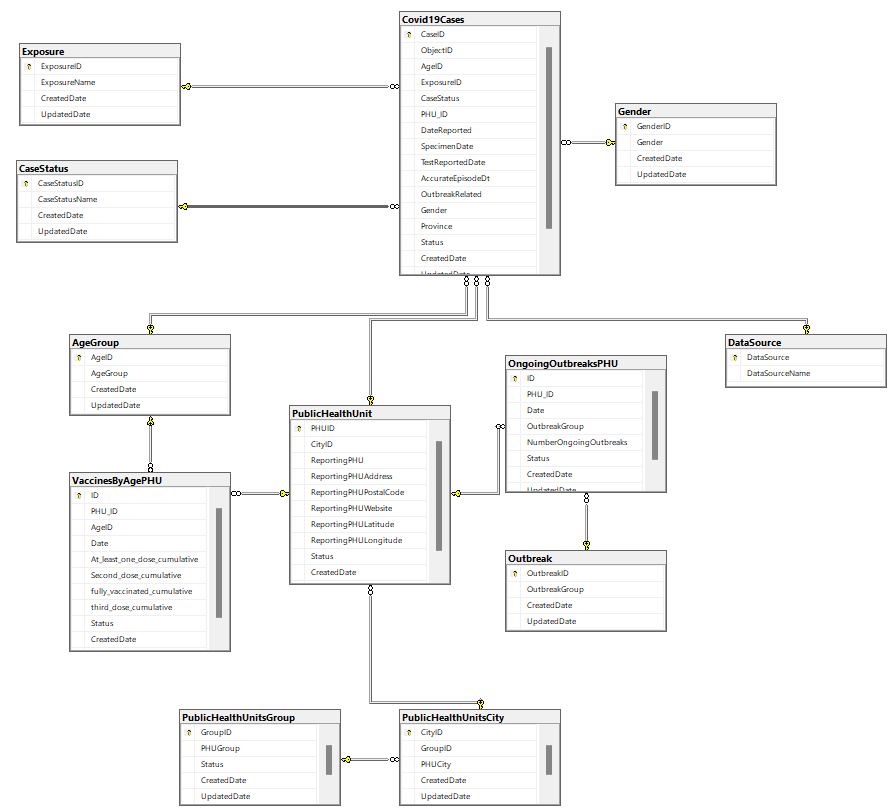 Covid19Cases
CaseID
ObjectID
AgeID
ExposureID
CaseStatus
PHU_ID
DateReported
SpecimenDate
TestReportedDate
AccurateEpisodeDt
OutbreakRelated
Gender
Province
Status
CreatedDate
UpdatedDate
Exposure
ExposureID
ExposureName
CreatedDate
UpdatedDate
Gender
GenderID
Gender
CreatedDate
UpdatedDate
CaseStatus
CaseStatusID
CaseStatusName
CreatedDate
UpdatedDate
AgeGroup
AgeID
AgeGroup
CreatedDate
UpdatedDate
DataSource
DataSource
DataSourceName
OngoingOutbreaksPHU
ID
PHU_ID
Date
OutbreakGroup
NumberOngoingOutbreaks
Status
CreatedDate
UpdatedDate
PublicHealthUnit
PHUID
CityID
ReportingPHU
ReportingPHUAddress
ReportingPHUPostalCode
ReportingPHUWebsite
ReportingPHULatitude
ReportingPHULongitude
Status
CreatedDate
VaccinesByAgePHU
ID
PHU_ID
AgeID
Date
At_least_one_dose_cumulative
Second_dose_cumulative
fully_vaccinated_cumulative
third_dose_cumulative
Status
CreatedDate
Outbreak
OutbreakID
OutbreakGroup
CreatedDate
UpdatedDate
PublicHealthUnitsGroup
GroupID
PHUGroup
Status
CreatedDate
UpdatedDate
PublicHealthUnitsCity
CityID
GroupID
PHUCity
CreatedDate
UpdatedDate